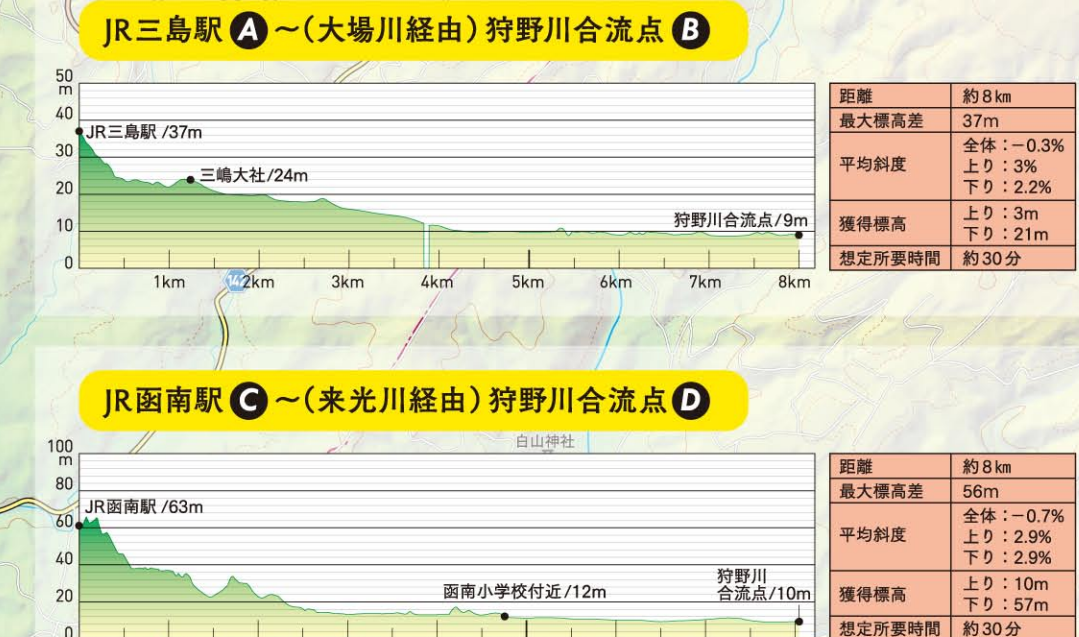 JR三島駅 A ~(大場川経由)狩野川合流点 B
50
m
40
30
20
10
0
JR三島駅 /37m
三嶋大社/24m
狩野川合流点/9m
1km 2km 3km 4km 5km 6km 7km 8km
142
距離 約8km
最大標高差 37m
平均斜度 全体:−0.3%
上り:3%
下り:2.2%
獲得標高 上り:3m
下り:21m
想定所要時間 約30分
JR函南駅 C ~(来光川経由)狩野川合流点 D
白山神社
100
m
80
60
40
20
0
JR函南駅 /63m
函南小学校付近/12m
狩野川
合流点/10m
距離 約8km
最大標高差 56m
平均斜度 全体:−0.7%
上り:2.9%
下り:2.9%
獲得標高 上り:10m
下り:57m
想定所要時間 約30分